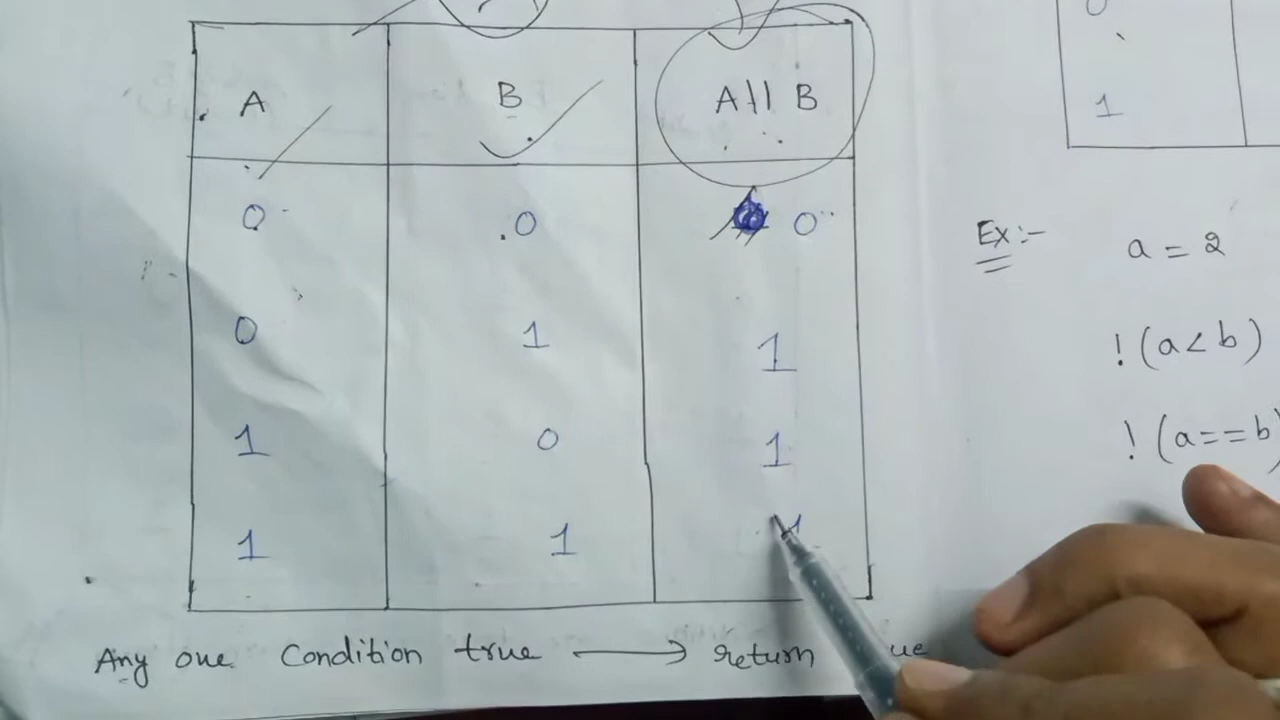 A B A || B
0 0 0
0 1 1
1 0 1
1 1 1
Any one Condition true → return
0
1
Ex:-
a = 2
! (a < b)
! (a == b)